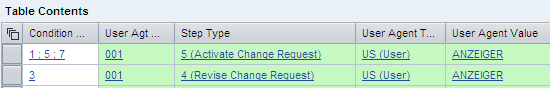 Table Contents
Condition ... User Agt ... Step Type User Agent T... User Agent Value
1 : 5 : 7 001 5 (Activate Change Request) US (User) ANZEIGER
3 001 4 (Revise Change Request) US (User) ANZEIGER